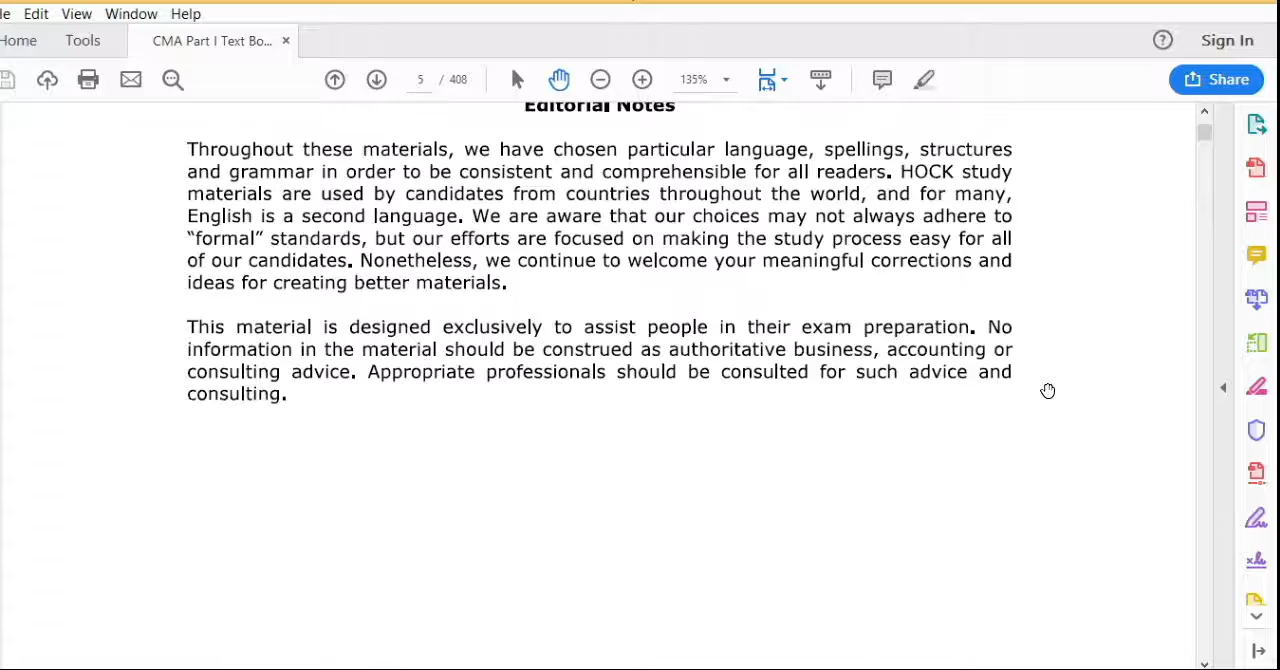 Edit View Window Help
Home Tools CMA Part I Text Bo... ×
5 / 408 135% Share
? Sign In
Editorial Notes
Throughout these materials, we have chosen particular language, spellings, structures
and grammar in order to be consistent and comprehensible for all readers. HOCK study
materials are used by candidates from countries throughout the world, and for many,
English is a second language. We are aware that our choices may not always adhere to
“formal” standards, but our efforts are focused on making the study process easy for all
of our candidates. Nonetheless, we continue to welcome your meaningful corrections and
ideas for creating better materials.
This material is designed exclusively to assist people in their exam preparation. No
information in the material should be construed as authoritative business, accounting or
consulting advice. Appropriate professionals should be consulted for such advice and
consulting.